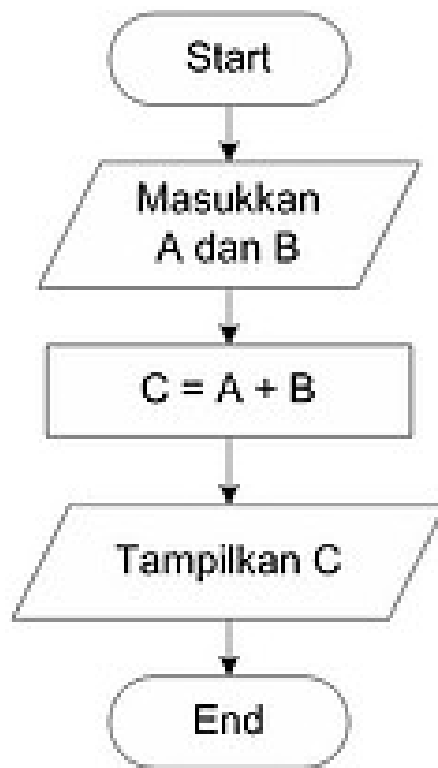 Start
Masukkan
A dan B
C = A + B
Tampilkan C
End